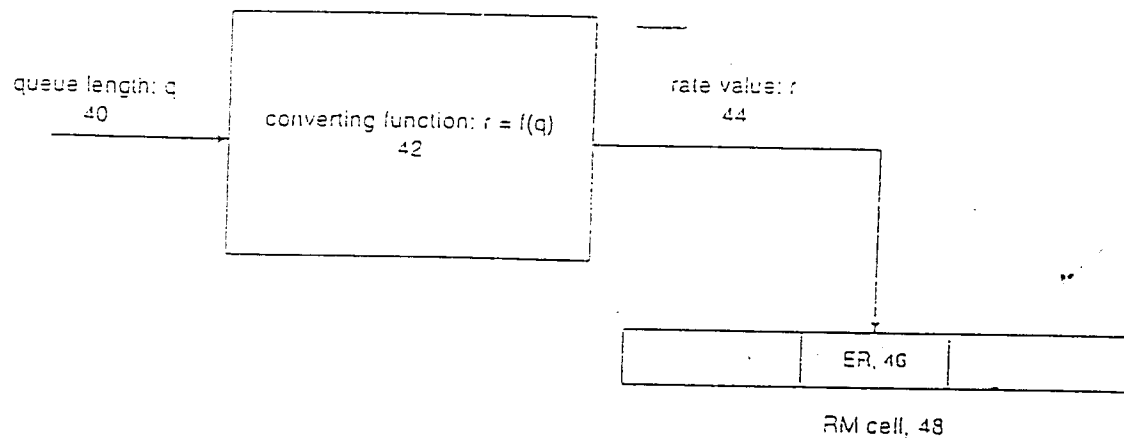 queue length: q
40
converting function: r = f(q)
42
rate value: r
44
ER, 46
RM cell, 48